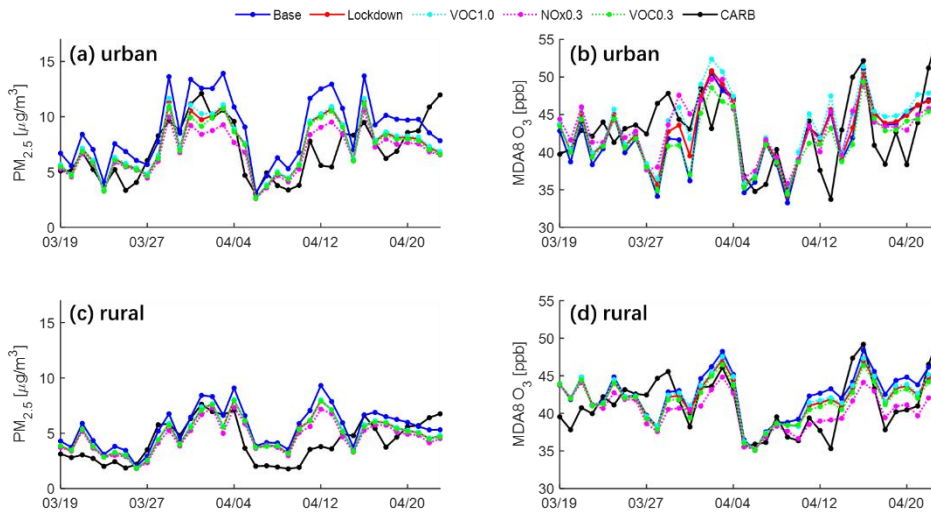 Base Lockdown VOC1.0 NOx0.3 VOC0.3 CARB
(a) urban
PM2.5 [μg/m3]
15
10
5
0
03/19 03/27 04/04 04/12 04/20
(b) urban
MDA8 O3 [ppb]
55
50
45
40
35
30
03/19 03/27 04/04 04/12 04/20
(c) rural
PM2.5 [μg/m3]
15
10
5
0
03/19 03/27 04/04 04/12 04/20
(d) rural
MDA8 O3 [ppb]
55
50
45
40
35
30
03/19 03/27 04/04 04/12 04/20